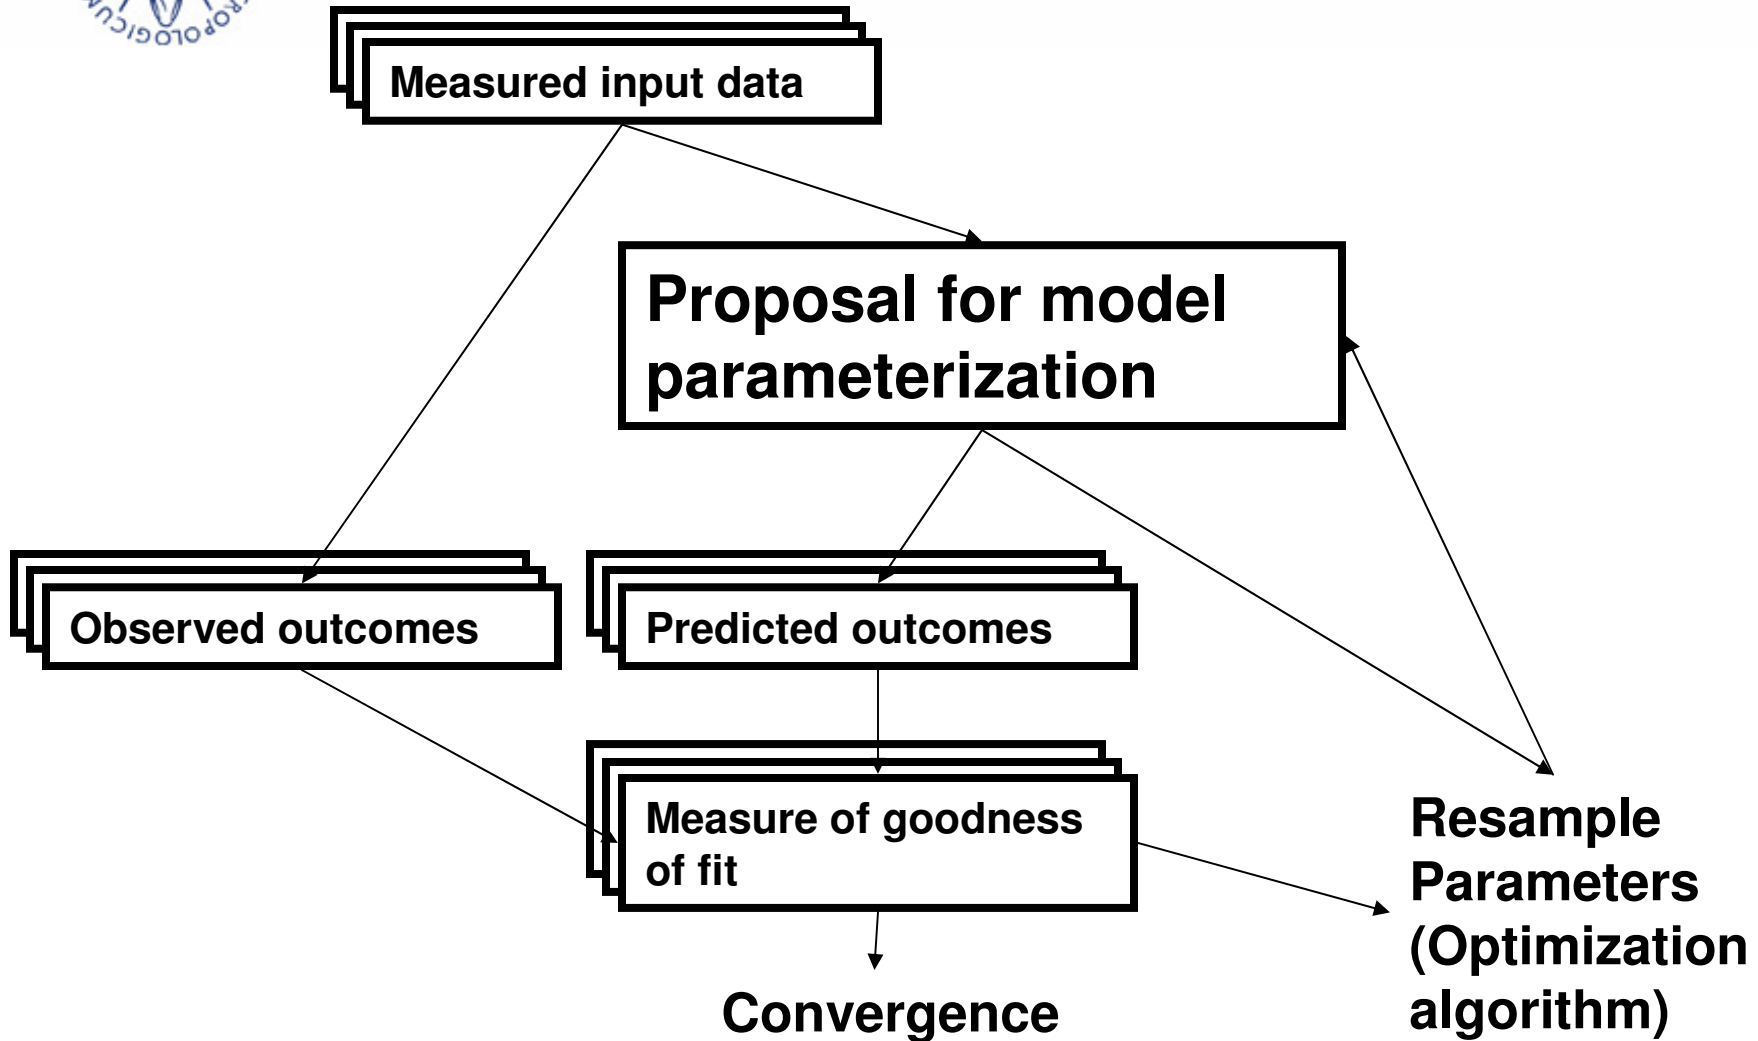 Measured input data
Proposal for model
parameterization
Observed outcomes
Predicted outcomes
Measure of goodness
of fit
Resample
Parameters
(Optimization
algorithm)
Convergence